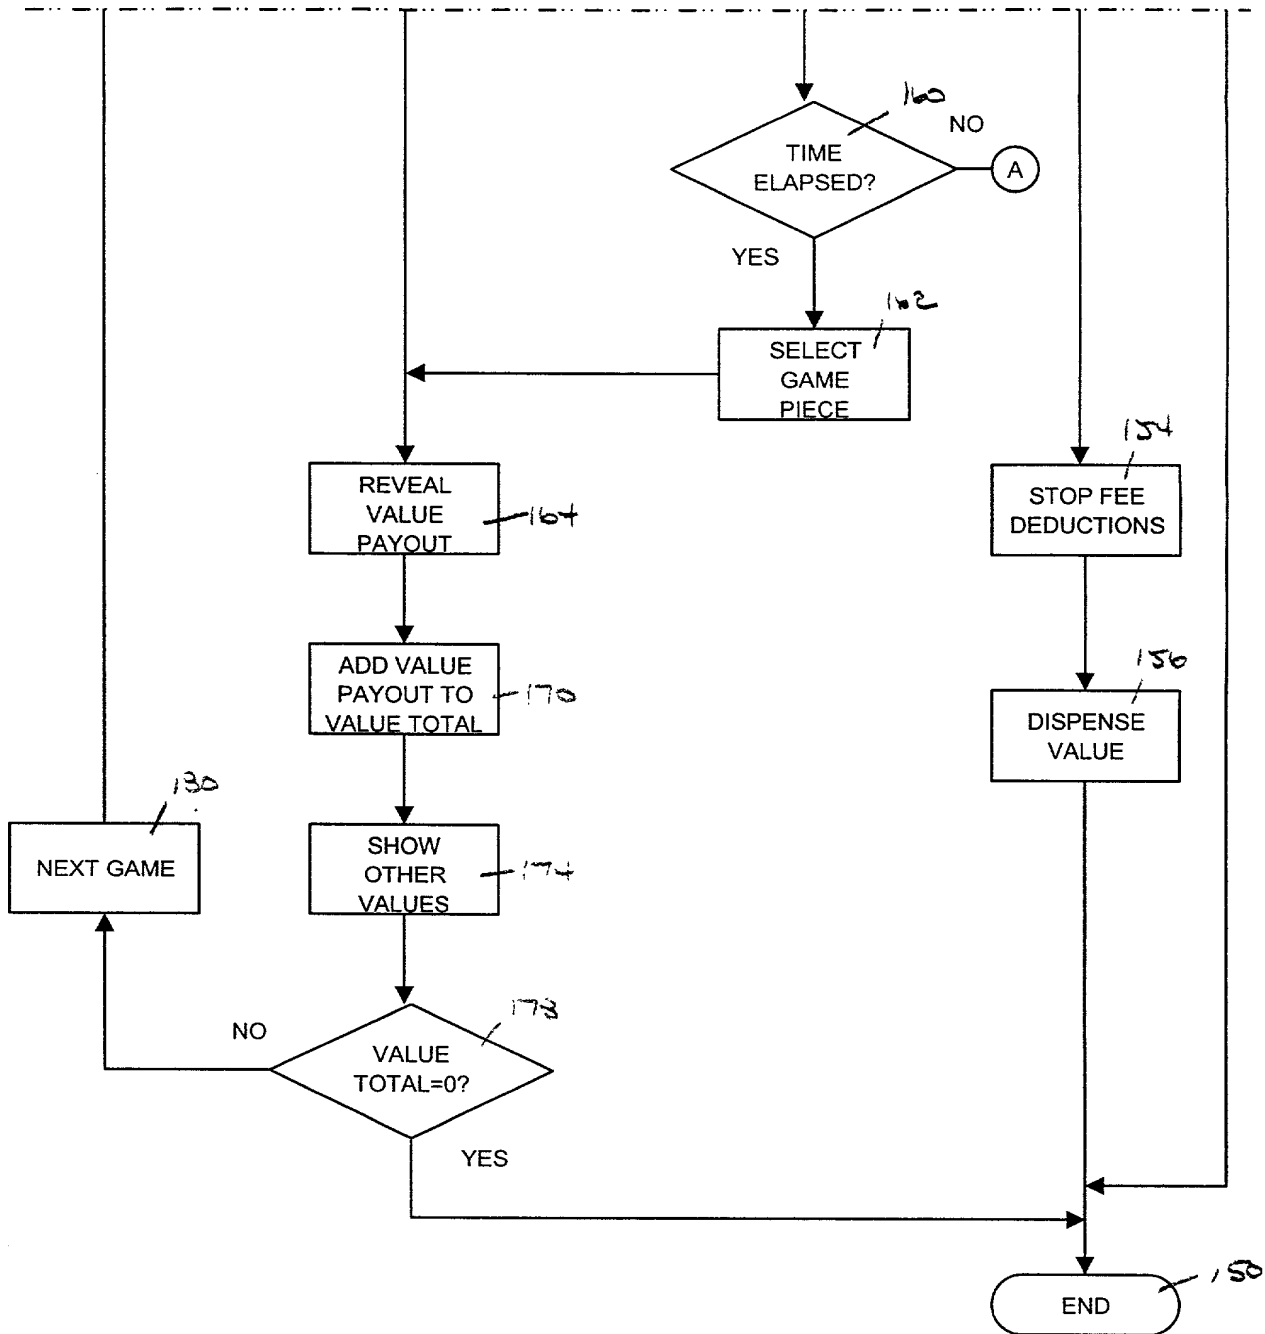 160
NO
TIME
ELAPSED?
A
YES
162
SELECT
GAME
PIECE
154
REVEAL
VALUE
PAYOUT
164
STOP FEE
DEDUCTIONS
ADD VALUE
PAYOUT TO
VALUE TOTAL
170
156
DISPENSE
VALUE
130
NEXT GAME
SHOW
OTHER
VALUES
174
178
NO
VALUE
TOTAL=0?
YES
150
END